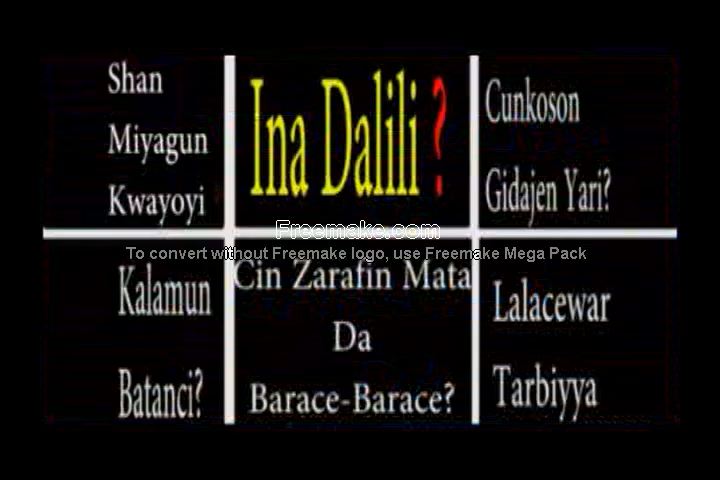 Shan
Miyagun
Kwayoyi
Ina Dalili ?
Cunkoson
Gidajen Yari?
Freemake.com
To convert without Freemake logo, use Freemake Mega Pack
Kalamun
Batanci?
Cin Zarafin Mata
Da
Barace-Barace?
Lalacewar
Tarbiyya